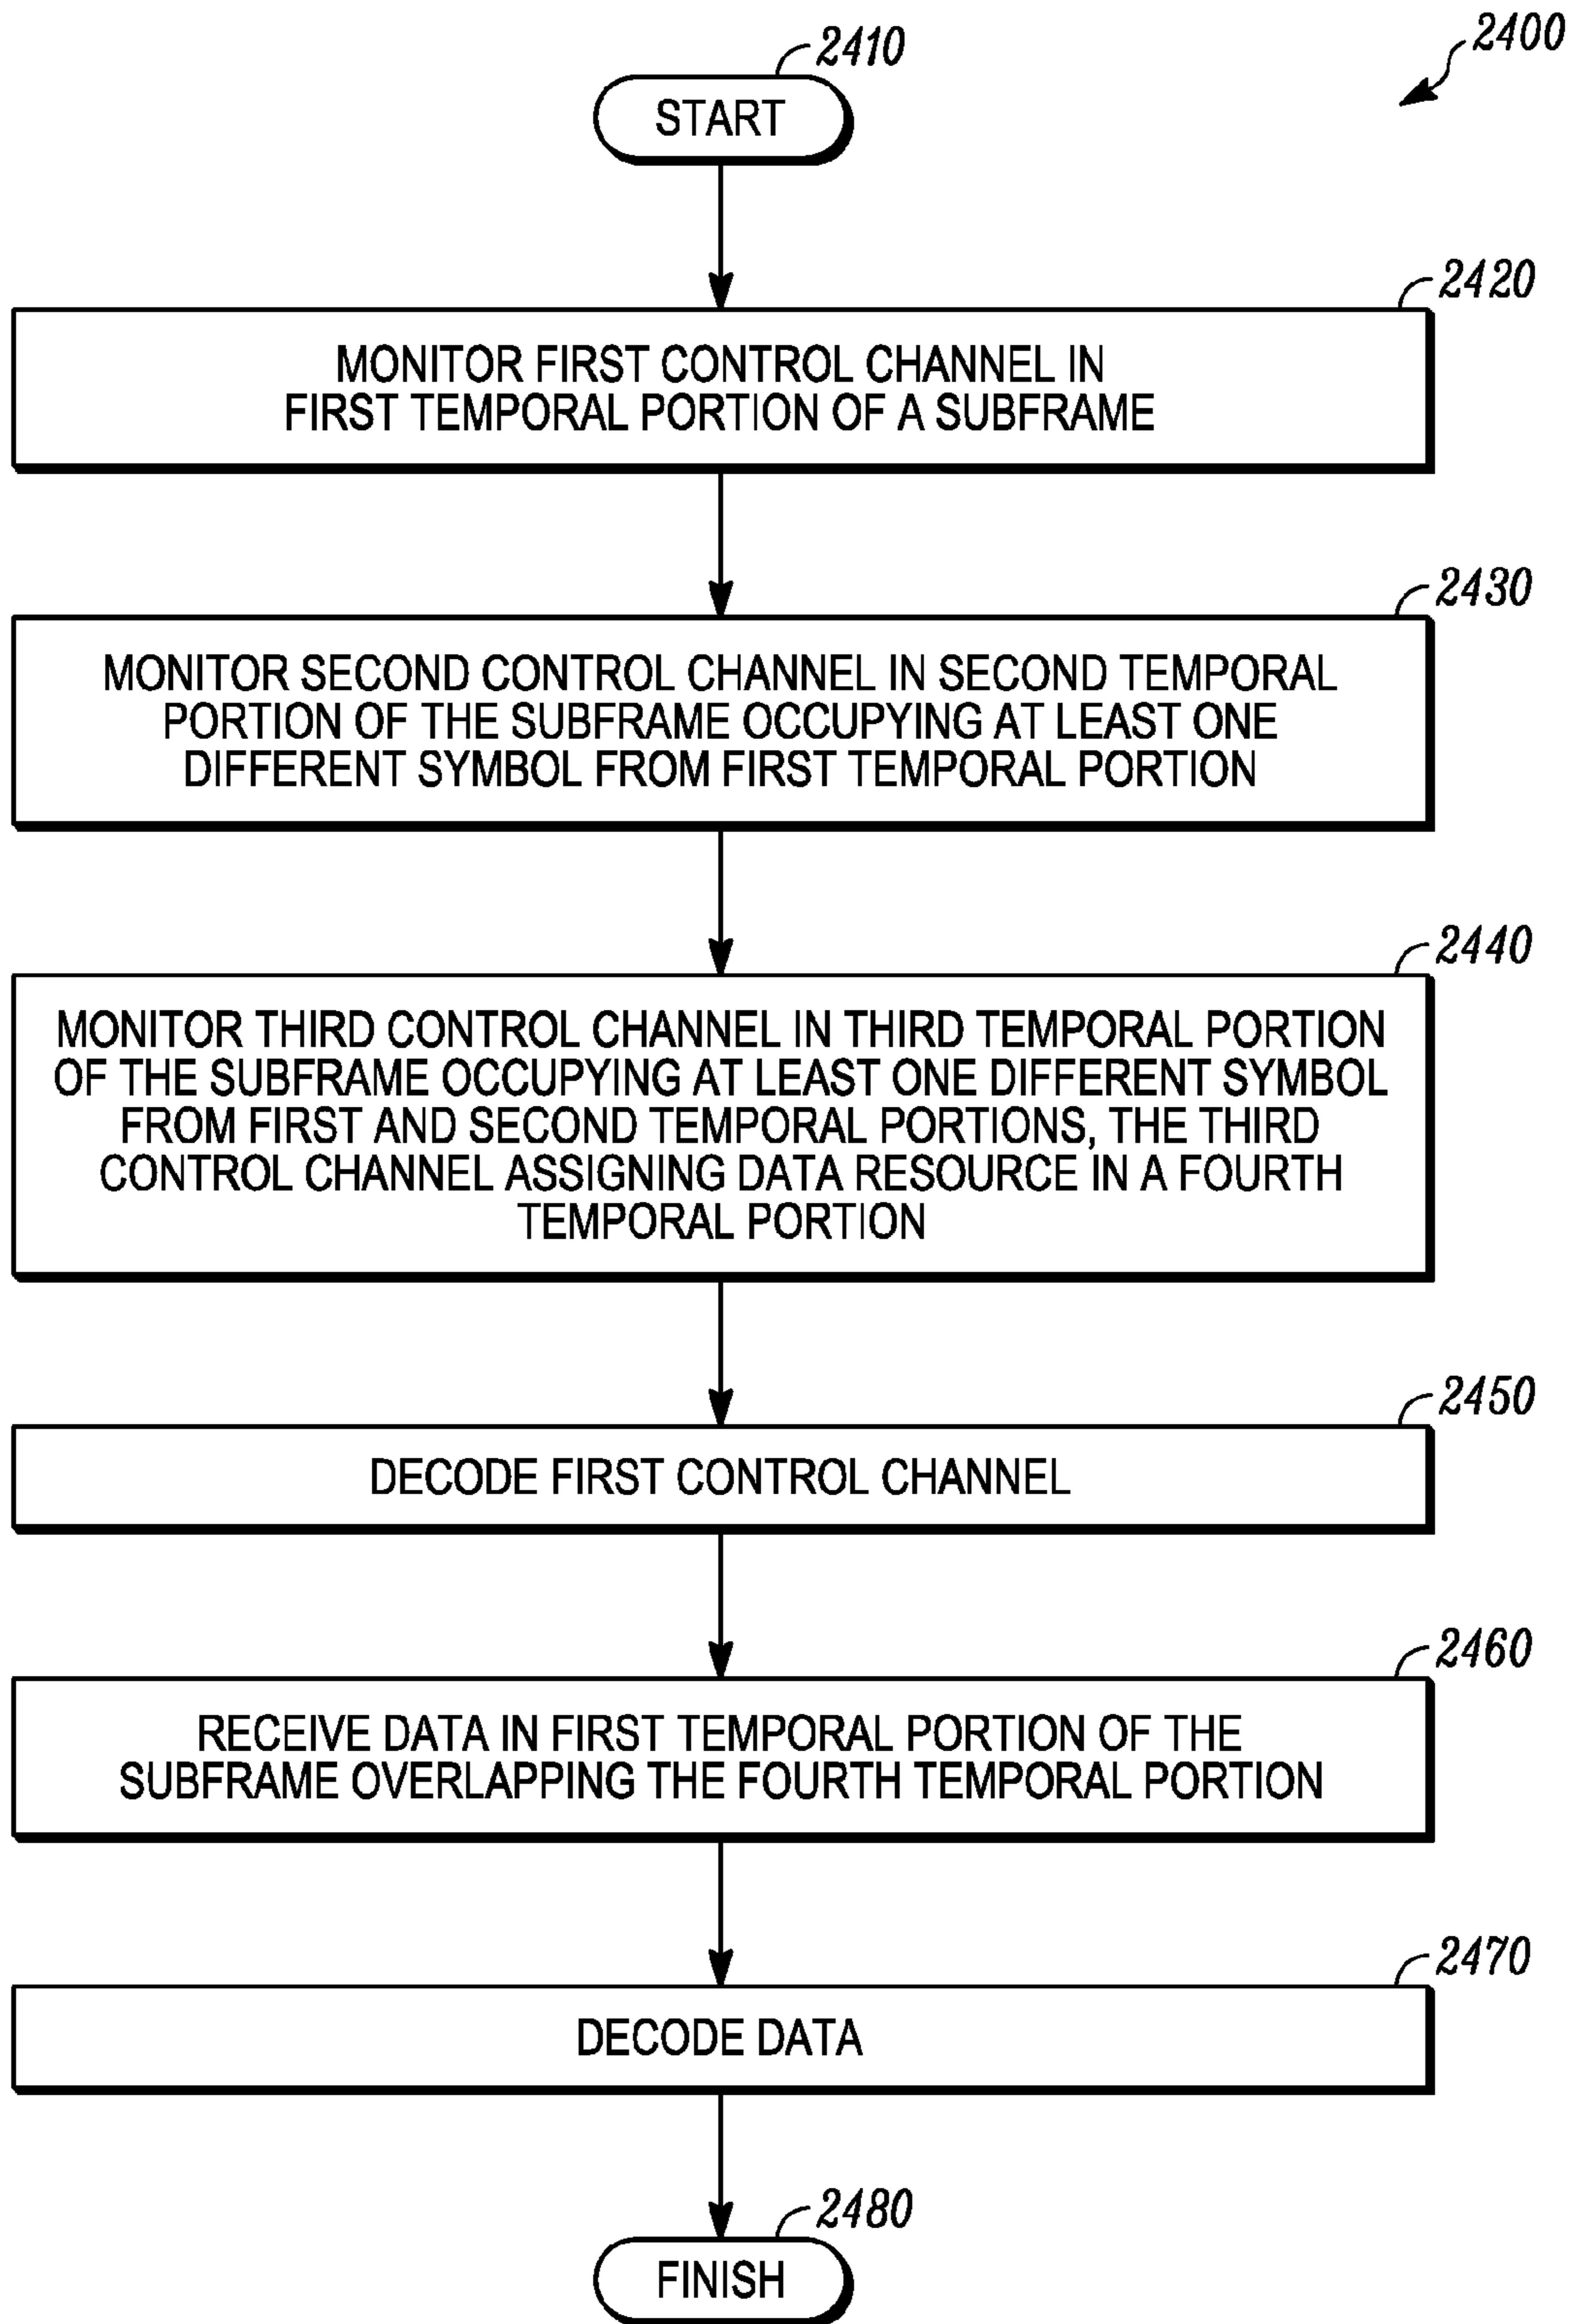 2410
2400
START
2420
MONITOR FIRST CONTROL CHANNEL IN
FIRST TEMPORAL PORTION OF A SUBFRAME
2430
MONITOR SECOND CONTROL CHANNEL IN SECOND TEMPORAL
PORTION OF THE SUBFRAME OCCUPYING AT LEAST ONE
DIFFERENT SYMBOL FROM FIRST TEMPORAL PORTION
2440
MONITOR THIRD CONTROL CHANNEL IN THIRD TEMPORAL PORTION
OF THE SUBFRAME OCCUPYING AT LEAST ONE DIFFERENT SYMBOL
FROM FIRST AND SECOND TEMPORAL PORTIONS, THE THIRD
CONTROL CHANNEL ASSIGNING DATA RESOURCE IN A FOURTH
TEMPORAL PORTION
2450
DECODE FIRST CONTROL CHANNEL
2460
RECEIVE DATA IN FIRST TEMPORAL PORTION OF THE
SUBFRAME OVERLAPPING THE FOURTH TEMPORAL PORTION
2470
DECODE DATA
2480
FINISH